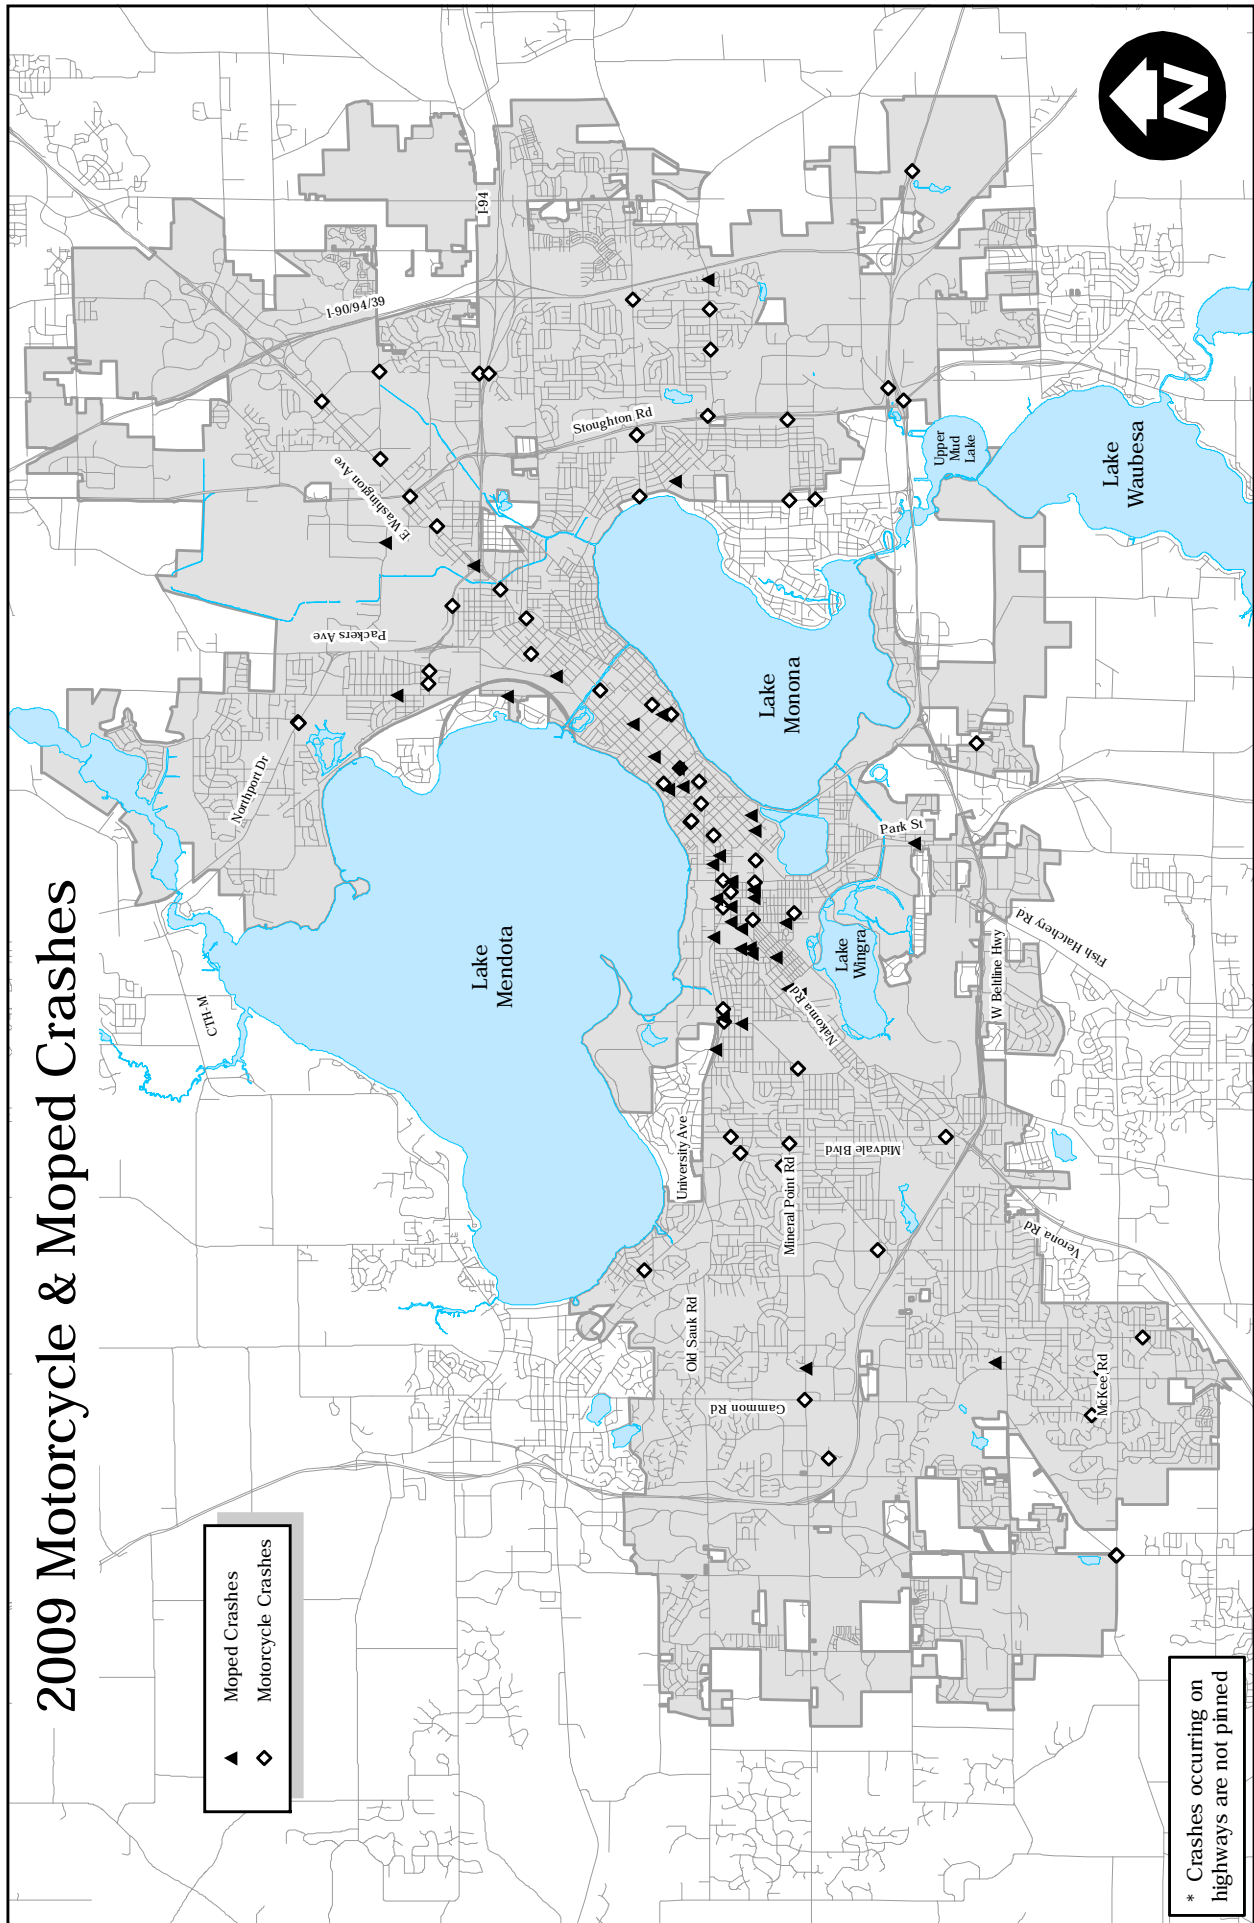 2009 Motorcycle & Moped Crashes
Moped Crashes
Motorcycle Crashes
N
CTH-M
Northport Dr
Packers Ave
E Washington Ave
I-90/94/39
I-94
Stoughton Rd
Lake
Mendota
Lake
Monona
Upper
Mud
Lake
Lake
Waubesa
Lake
Wingra
Park St
Fish Hatchery Rd
W Beltline Hwy
Nakoma Rd
University Ave
Midvale Blvd
Mineral Point Rd
Old Sauk Rd
Gammon Rd
Verona Rd
McKee Rd
* Crashes occurring on
highways are not pinned